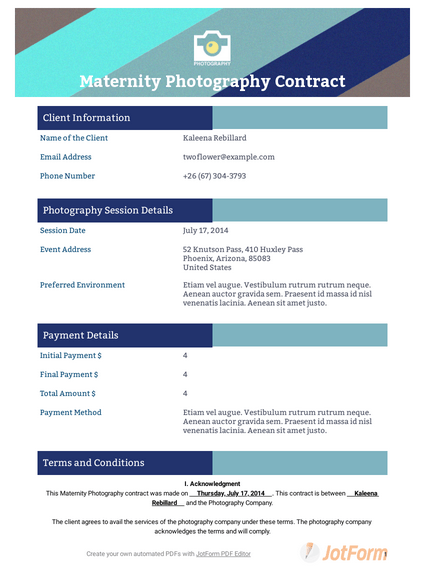 PHOTOGRAPHY
Maternity Photography Contract
Client Information
Name of the Client Kaleena Rebillard
Email Address twoflower@example.com
Phone Number +26 (67) 304-3793
Photography Session Details
Session Date July 17, 2014
Event Address 52 Knutson Pass, 410 Huxley Pass
Phoenix, Arizona, 85083
United States
Preferred Environment Etiam vel augue. Vestibulum rutrum rutrum neque.
Aenean auctor gravida sem. Praesent id massa id nisl
venenatis lacinia. Aenean sit amet justo.
Payment Details
Initial Payment $ 4
Final Payment $ 4
Total Amount $ 4
Payment Method Etiam vel augue. Vestibulum rutrum rutrum neque.
Aenean auctor gravida sem. Praesent id massa id nisl
venenatis lacinia. Aenean sit amet justo.
Terms and Conditions
I. Acknowledgment
This Maternity Photography contract was made on Thursday, July 17, 2014 . This contract is between Kaleena
Rebillard and the Photography Company.
The client agrees to avail the services of the photography company under these terms. The photography company
acknowledges the terms and will comply.
Create your own automated PDFs with JotForm PDF Editor
JotForm
1